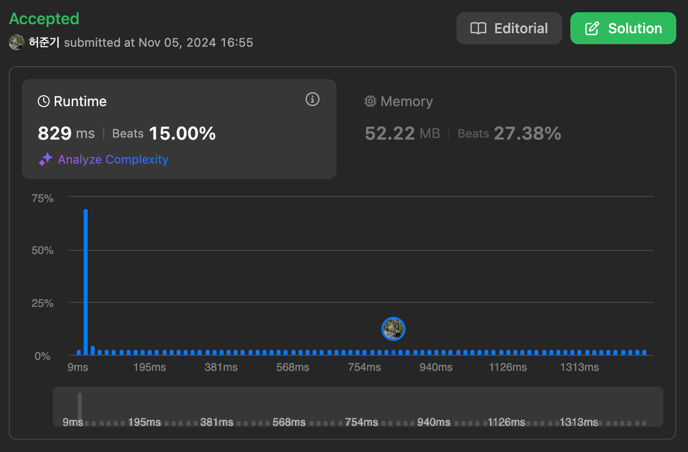 Accepted
허준기 submitted at Nov 05, 2024 16:55
Editorial
Solution
Runtime
829 ms | Beats 15.00%
Analyze Complexity
Memory
52.22 MB | Beats 27.38%
75%
50%
25%
0%
9ms 195ms 381ms 568ms 754ms 940ms 1126ms 1313ms
9ms 195ms 381ms 568ms 754ms 940ms 1126ms 1313ms